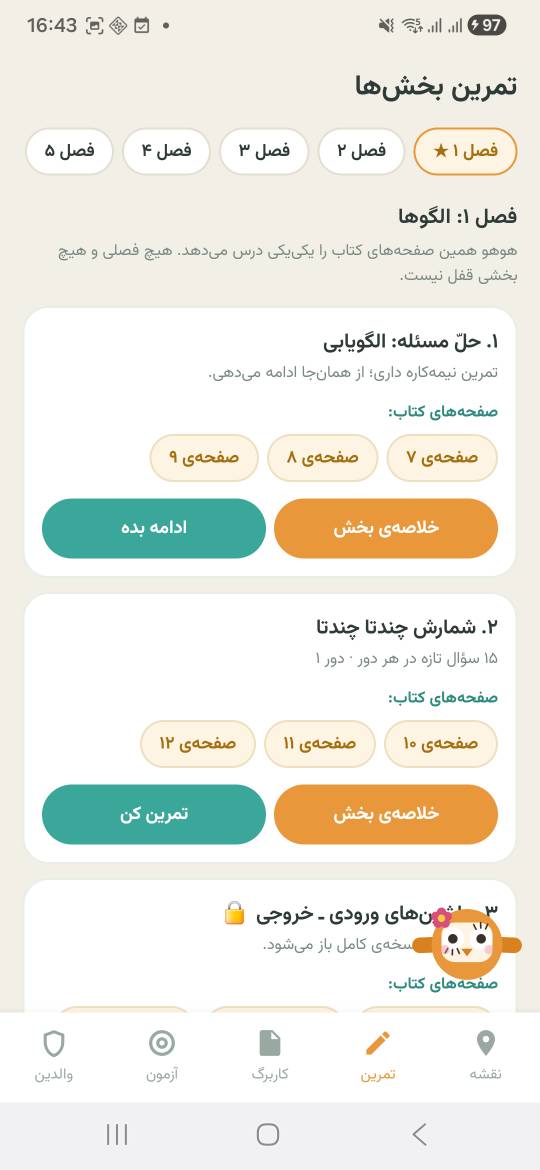 16:43
97
تمرین بخش‌ها
فصل ۱ ★
فصل ۲
فصل ۳
فصل ۴
فصل ۵
فصل ۱: الگوها
هوهو همین صفحه‌های کتاب را یکی‌یکی درس می‌دهد. هیچ فصلی و هیچ
بخشی قفل نیست.
۱. حلّ مسئله: الگویابی
تمرین نیمه‌کاره داری؛ از همان‌جا ادامه می‌دهی.
صفحه‌های کتاب:
صفحه‌ی ۷
صفحه‌ی ۸
صفحه‌ی ۹
خلاصه‌ی بخش
ادامه بده
۲. شمارش چندتا چندتا
۱۵ سؤال تازه در هر دور · دور ۱
صفحه‌های کتاب:
صفحه‌ی ۱۰
صفحه‌ی ۱۱
صفحه‌ی ۱۲
خلاصه‌ی بخش
تمرین کن
۳. ورودی - خروجی
کامل باز می‌شود.
صفحه‌های کتاب:
نقشه
تمرین
کاربرگ
آزمون
والدین